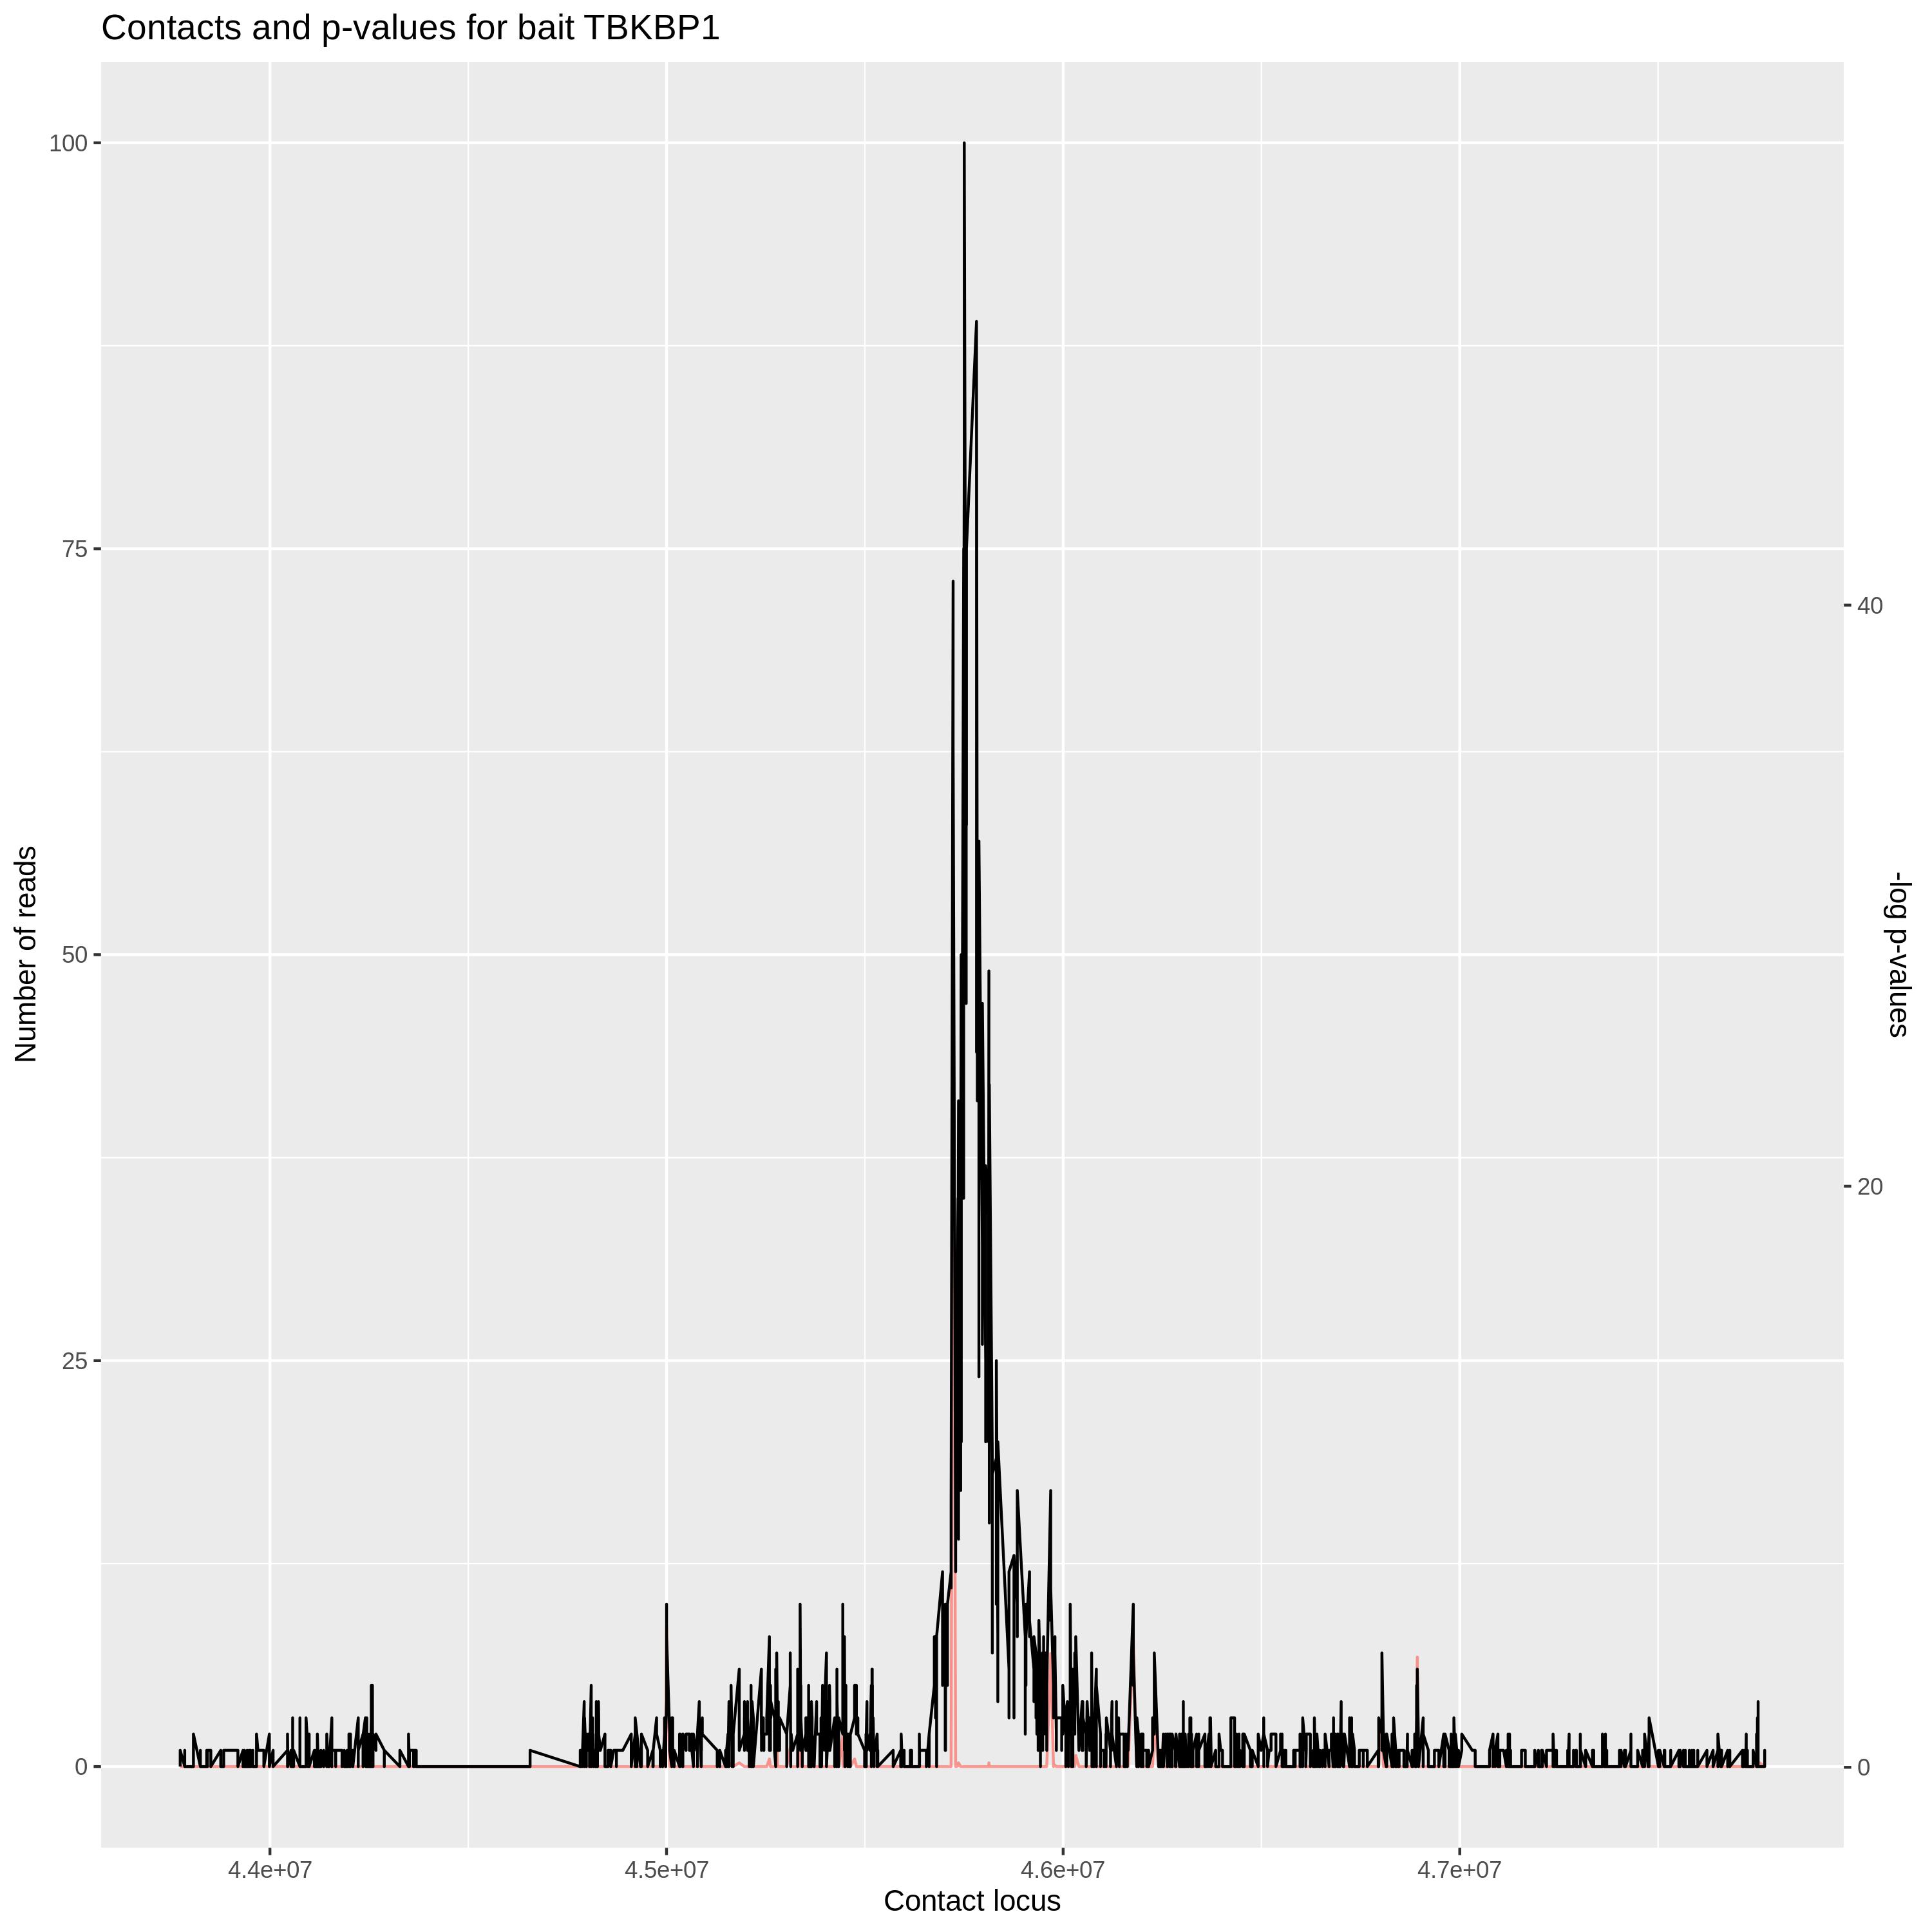 Contacts and p-values for bait TBKBP1
100
75
50
25
0
Number of reads
40
20
0
-log p-values
4.4e+07
4.5e+07
4.6e+07
4.7e+07
Contact locus